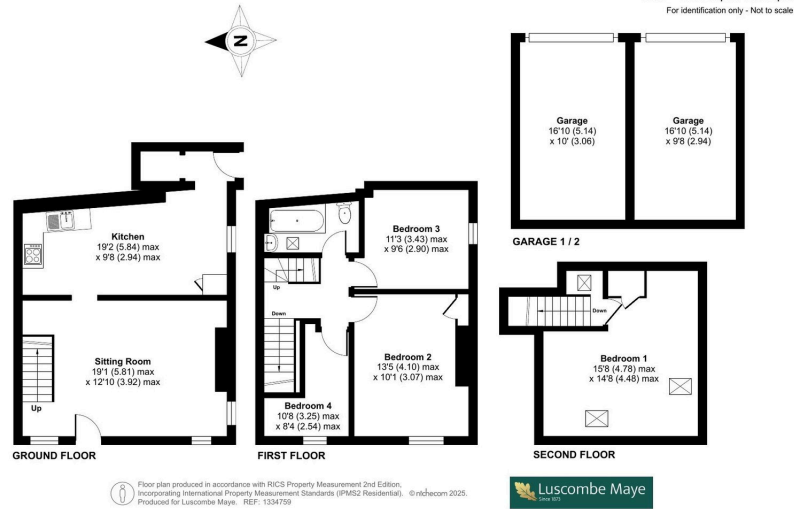 For identification only - Not to scale
N
Garage
16'10 (5.14)
x 10' (3.06)
Garage
16'10 (5.14)
x 9'8 (2.94)
GARAGE 1 / 2
Kitchen
19'2 (5.84) max
x 9'8 (2.94) max
Sitting Room
19'1 (5.81) max
x 12'10 (3.92) max
Up
GROUND FLOOR
Bedroom 3
11'3 (3.43) max
x 9'6 (2.90) max
Up
Down
Bedroom 2
13'5 (4.10) max
x 10'1 (3.07) max
Bedroom 4
10'8 (3.25) max
x 8'4 (2.54) max
FIRST FLOOR
Down
Bedroom 1
15'8 (4.78) max
x 14'8 (4.48) max
SECOND FLOOR
Floor plan produced in accordance with RICS Property Measurement 2nd Edition,
Incorporating International Property Measurement Standards (IPMS2 Residential). © nichecom 2025.
Produced for Luscombe Maye. REF: 1334759
Luscombe Maye
Since 1873